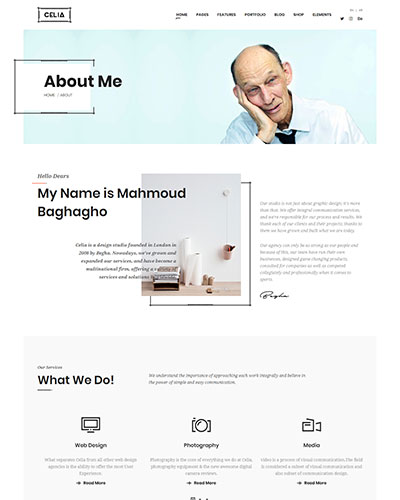 CELIA
HOME PAGES FEATURES PORTFOLIO BLOG SHOP ELEMENTS
About Me
HOME / ABOUT
Hello Dears
My Name is Mahmoud
Baghagho
Celia is a design studio founded in London in
2009 by Begha. Nowadays, we've grown and
expanded our services, and have become a
multinational firm, offering a variety of
services and solutions
Our studio is not just about graphic design; it's more
than that. We offer integral communication services,
and we're responsible for our process and results. We
thank each of our clients and their projects; thanks to
them we have grown and built what we are today.
Our agency can only be as strong as our people and
because of this, our team have run their own
businesses, designed game changing products,
consulted for companies as well as compered
collegiately and professionally when it comes to
sports.
Our Services
What We Do!
We understand the importance of approaching each work integrally and believe in
the power of simple and easy communication.
Web Design
Photography
Media
What separates Celia from all other web design
agencies is the ability to offer the most User
Experience.
Photography is the core of everything we do at Celia,
photography equipment & the new awesome digital
camera reviews.
Video is a process of visual communication. The field
is considered a subset of visual communication and
also subset of communication design.
Read More
Read More
Read More